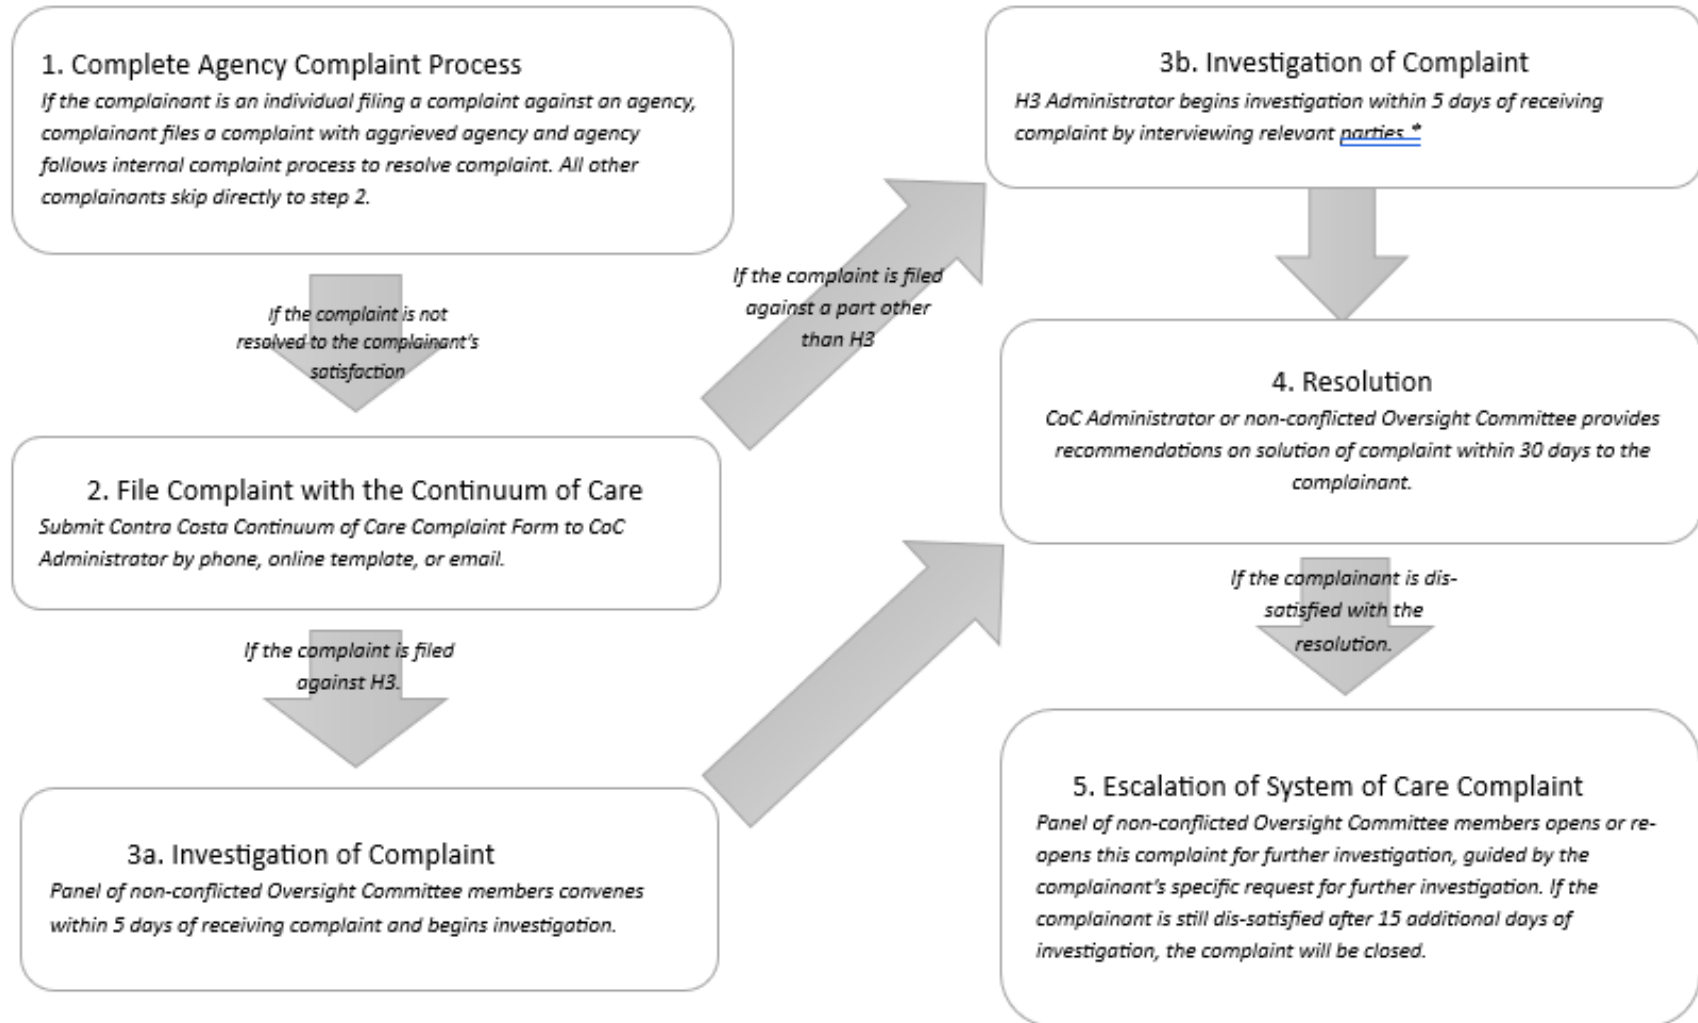 1. Complete Agency Complaint Process
If the complainant is an individual filing a complaint against an agency,
complainant files a complaint with aggrieved agency and agency
follows internal complaint process to resolve complaint. All other
complainants skip directly to step 2.
If the complaint is not
resolved to the complainant's
satisfaction
2. File Complaint with the Continuum of Care
Submit Contra Costa Continuum of Care Complaint Form to CoC
Administrator by phone, online template, or email.
If the complaint is filed
against H3.
3a. Investigation of Complaint
Panel of non-conflicted Oversight Committee members convenes
within 5 days of receiving complaint and begins investigation.
If the complaint is filed
against a part other
than H3
3b. Investigation of Complaint
H3 Administrator begins investigation within 5 days of receiving
complaint by interviewing relevant parties.*
4. Resolution
CoC Administrator or non-conflicted Oversight Committee provides
recommendations on solution of complaint within 30 days to the
complainant.
If the complainant is dis-
satisfied with the
resolution.
5. Escalation of System of Care Complaint
Panel of non-conflicted Oversight Committee members opens or re-
opens this complaint for further investigation, guided by the
complainant's specific request for further investigation. If the
complainant is still dis-satisfied after 15 additional days of
investigation, the complaint will be closed.